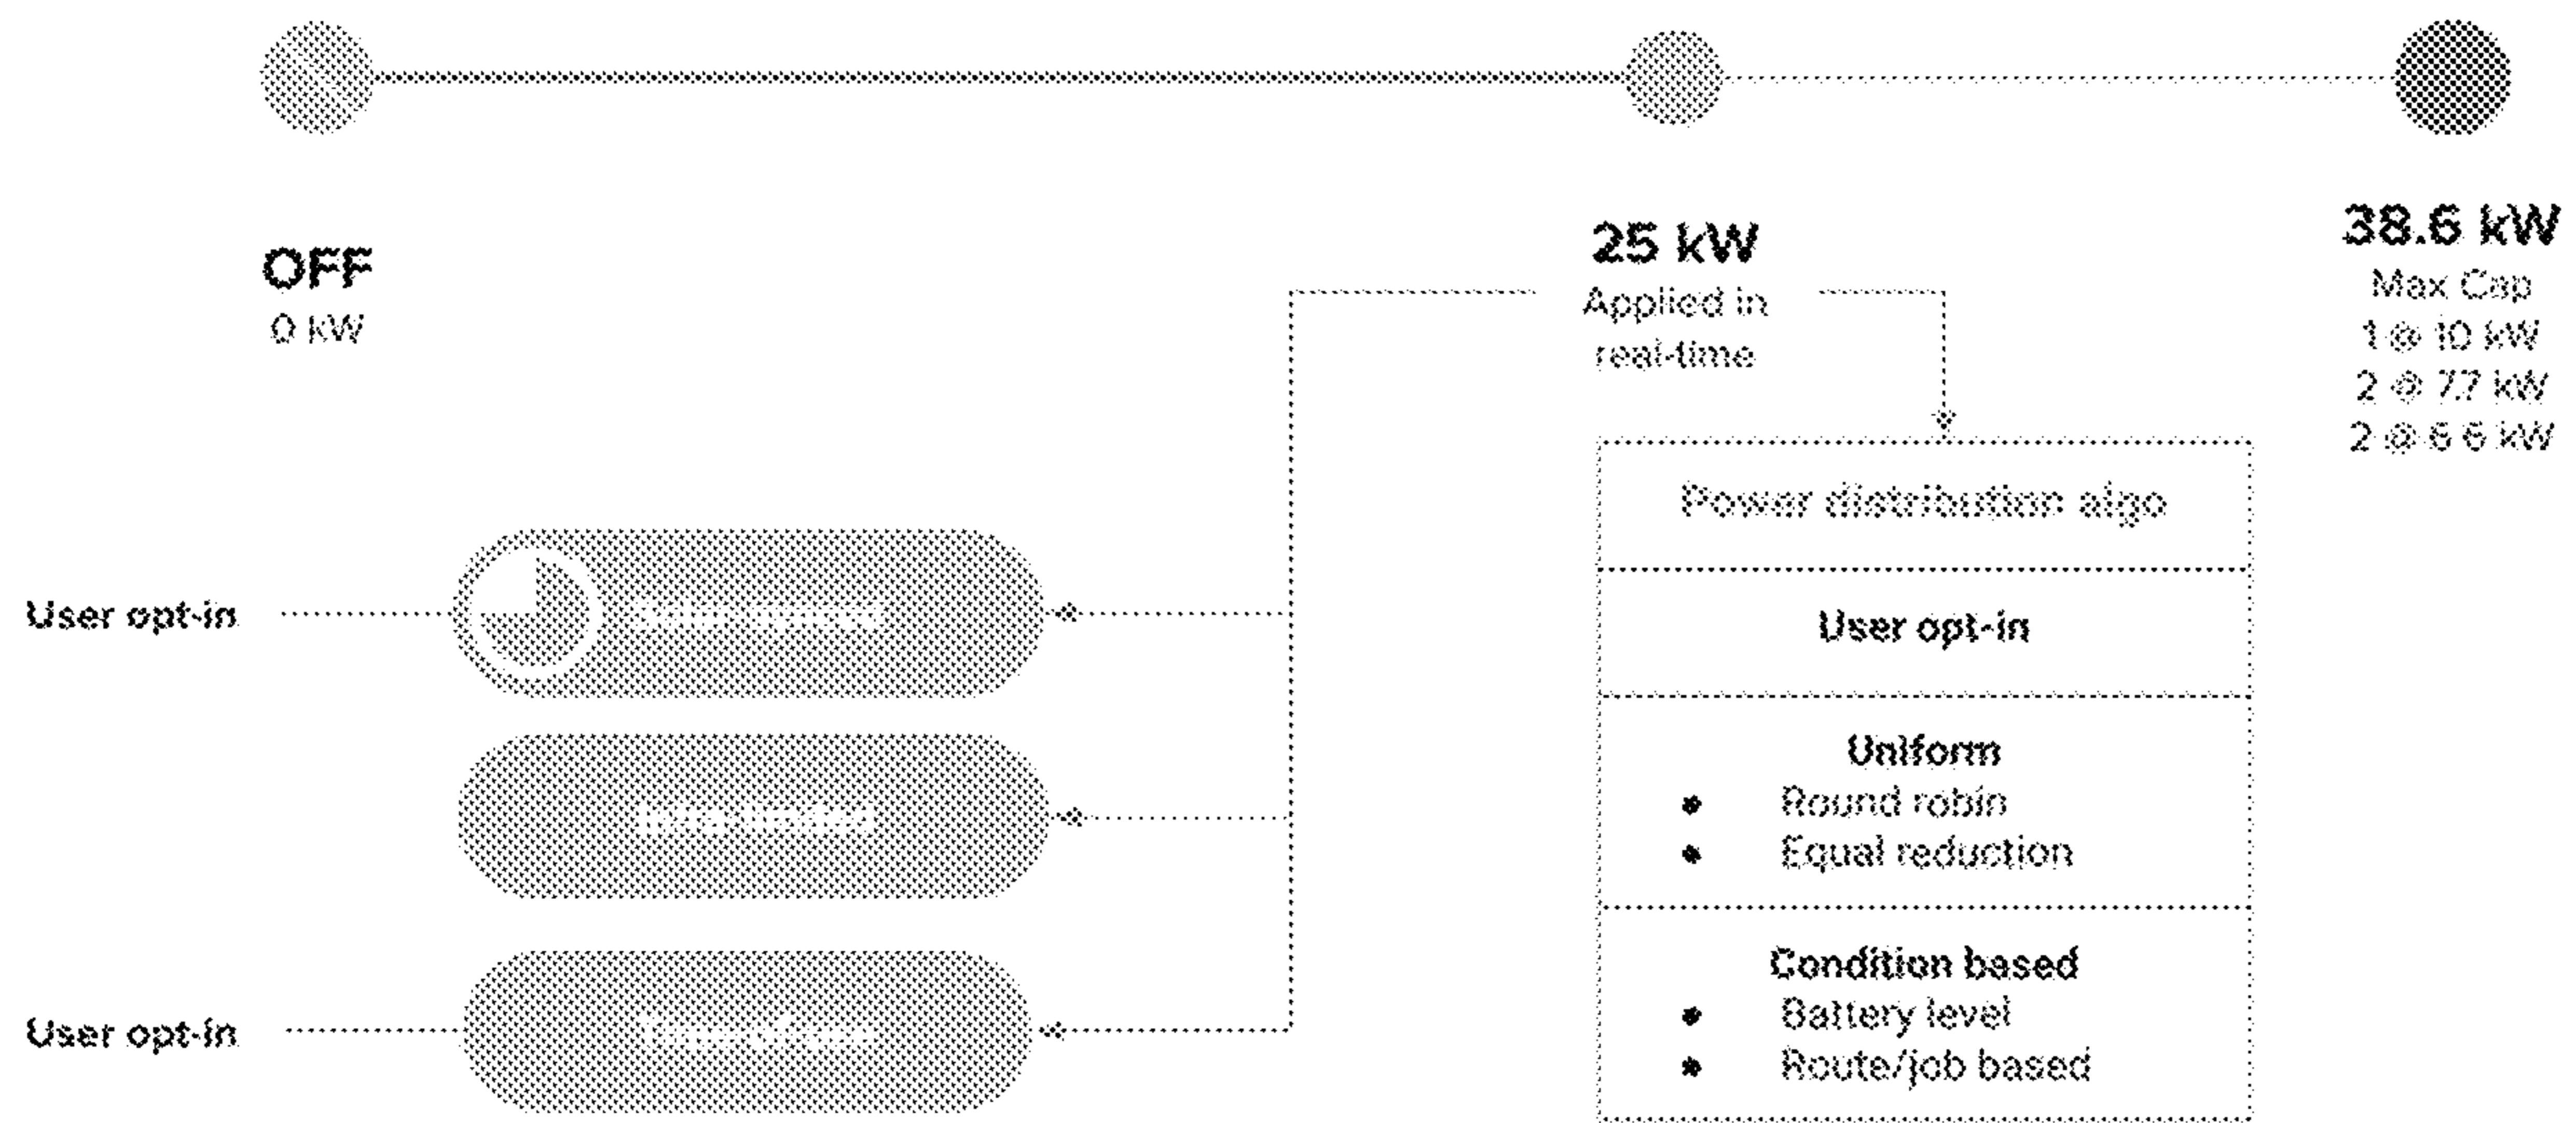 OFF
0 kW
25 kW
Applied in
real-time
38.6 kW
Max Cap
1 @ 10 kW
2 @ 7.7 kW
2 @ 6.6 kW
User opt-in
User opt-in
Power distribution algo
User opt-in
Uniform
• Round robin
• Equal reduction
Condition based
• Battery level
• Route/job based